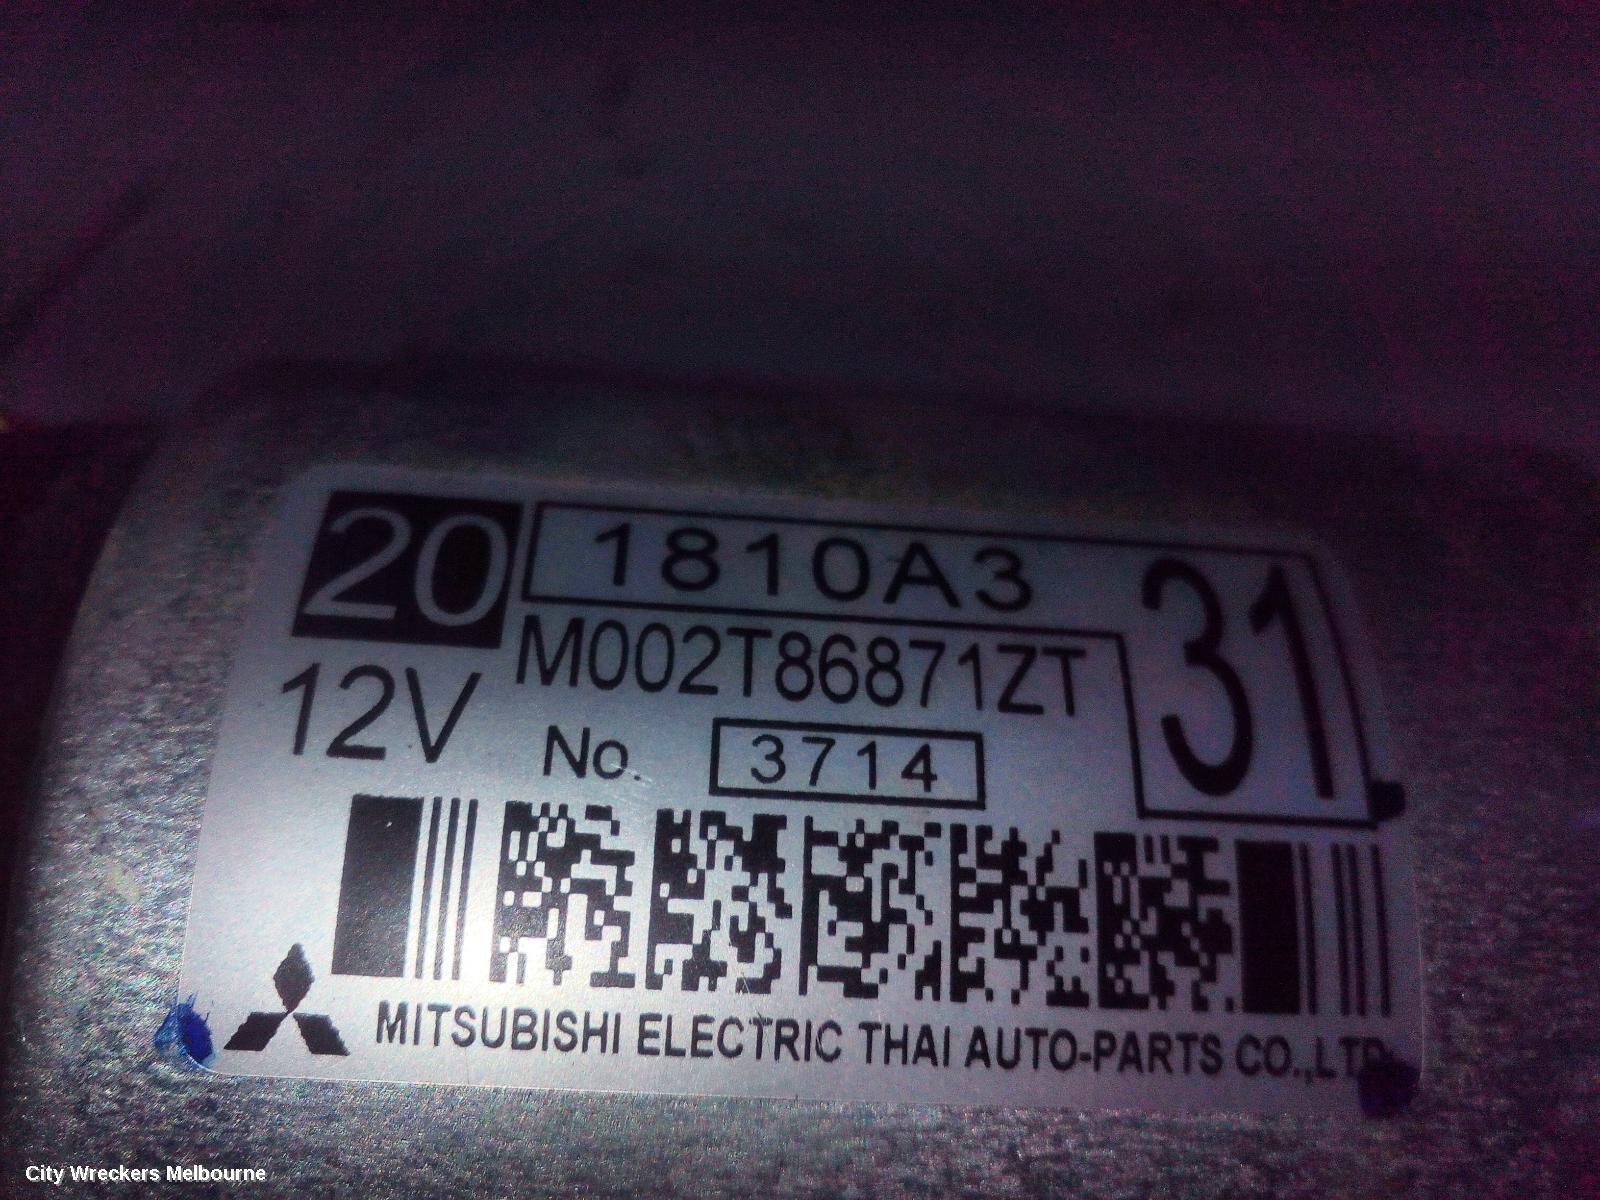 20 1810A3 31
M002T86871ZT
12V No. 3714
MITSUBISHI ELECTRIC THAI AUTO-PARTS CO.,LTD.
City Wreckers Melbourne